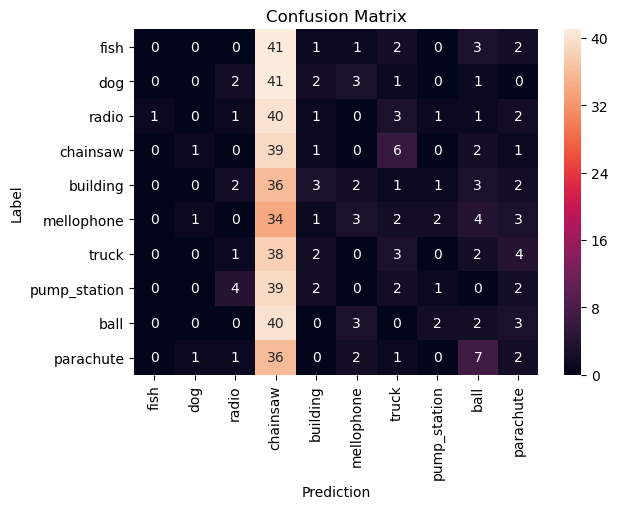 Confusion Matrix
fish 0 0 0 41 1 1 2 0 3 2
dog 0 0 2 41 2 3 1 0 1 0
radio 1 0 1 40 1 0 3 1 1 2
chainsaw 0 1 0 39 1 0 6 0 2 1
building 0 0 2 36 3 2 1 1 3 2
mellophone 0 1 0 34 1 3 2 2 4 3
truck 0 0 1 38 2 0 3 0 2 4
pump_station 0 0 4 39 2 0 2 1 0 2
ball 0 0 0 40 0 3 0 2 2 3
parachute 0 1 1 36 0 2 1 0 7 2
fish dog radio chainsaw building mellophone truck pump_station ball parachute
Prediction
Label
40
32
24
16
8
0